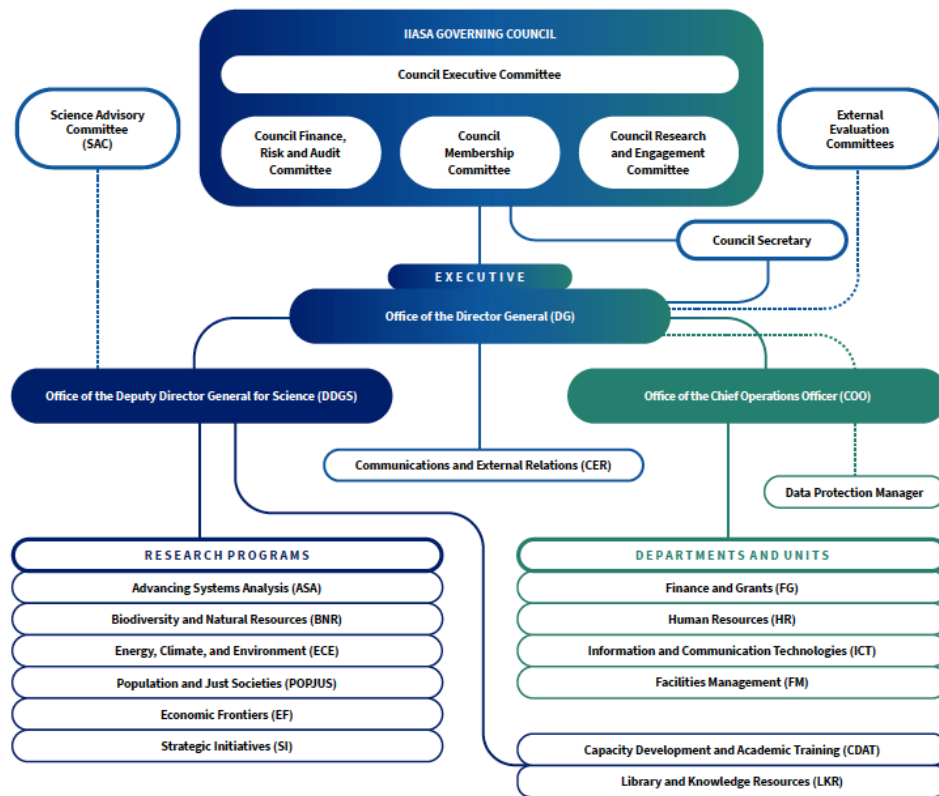 IIASA GOVERNING COUNCIL
Council Executive Committee
Science Advisory
Committee
(SAC)
Council Finance,
Risk and Audit
Committee
Council
Membership
Committee
Council Research
and Engagement
Committee
External
Evaluation
Committees
Council Secretary
EXECUTIVE
Office of the Director General (DG)
Office of the Deputy Director General for Science (DDGS)
Office of the Chief Operations Officer (COO)
Communications and External Relations (CER)
Data Protection Manager
RESEARCH PROGRAMS
Advancing Systems Analysis (ASA)
Biodiversity and Natural Resources (BNR)
Energy, Climate, and Environment (ECE)
Population and Just Societies (POPJUS)
Economic Frontiers (EF)
Strategic Initiatives (SI)
DEPARTMENTS AND UNITS
Finance and Grants (FG)
Human Resources (HR)
Information and Communication Technologies (ICT)
Facilities Management (FM)
Capacity Development and Academic Training (CDAT)
Library and Knowledge Resources (LKR)